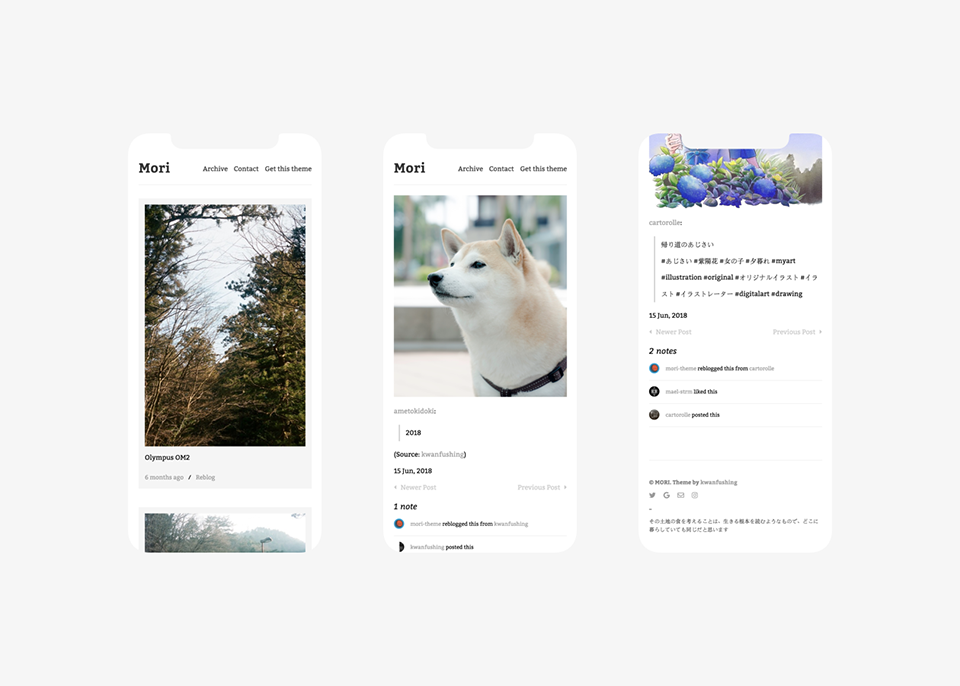 Mori
Archive Contact Get this theme
Olympus OM2
6 months ago / Reblog
Mori
Archive Contact Get this theme
ametokidoki:
2018
(Source: kwanfushing)
15 Jun, 2018
Newer Post Previous Post
1 note
mori-theme reblogged this from kwanfushing
kwanfushing posted this
cartorolle:
帰り道のあじさい
#あじさい #紫陽花 #女の子 #夕暮れ #myart
#illustration #original #オリジナルイラスト #イラ
スト #イラストレーター #digitalart #drawing
15 Jun, 2018
Newer Post Previous Post
2 notes
mori-theme reblogged this from cartorolle
mael-strm liked this
cartorolle posted this
© MORI. Theme by kwanfushing
その土地の食を考えることは、生きる根本を読むようなもので、どこに
暮らしていても同じだと思います